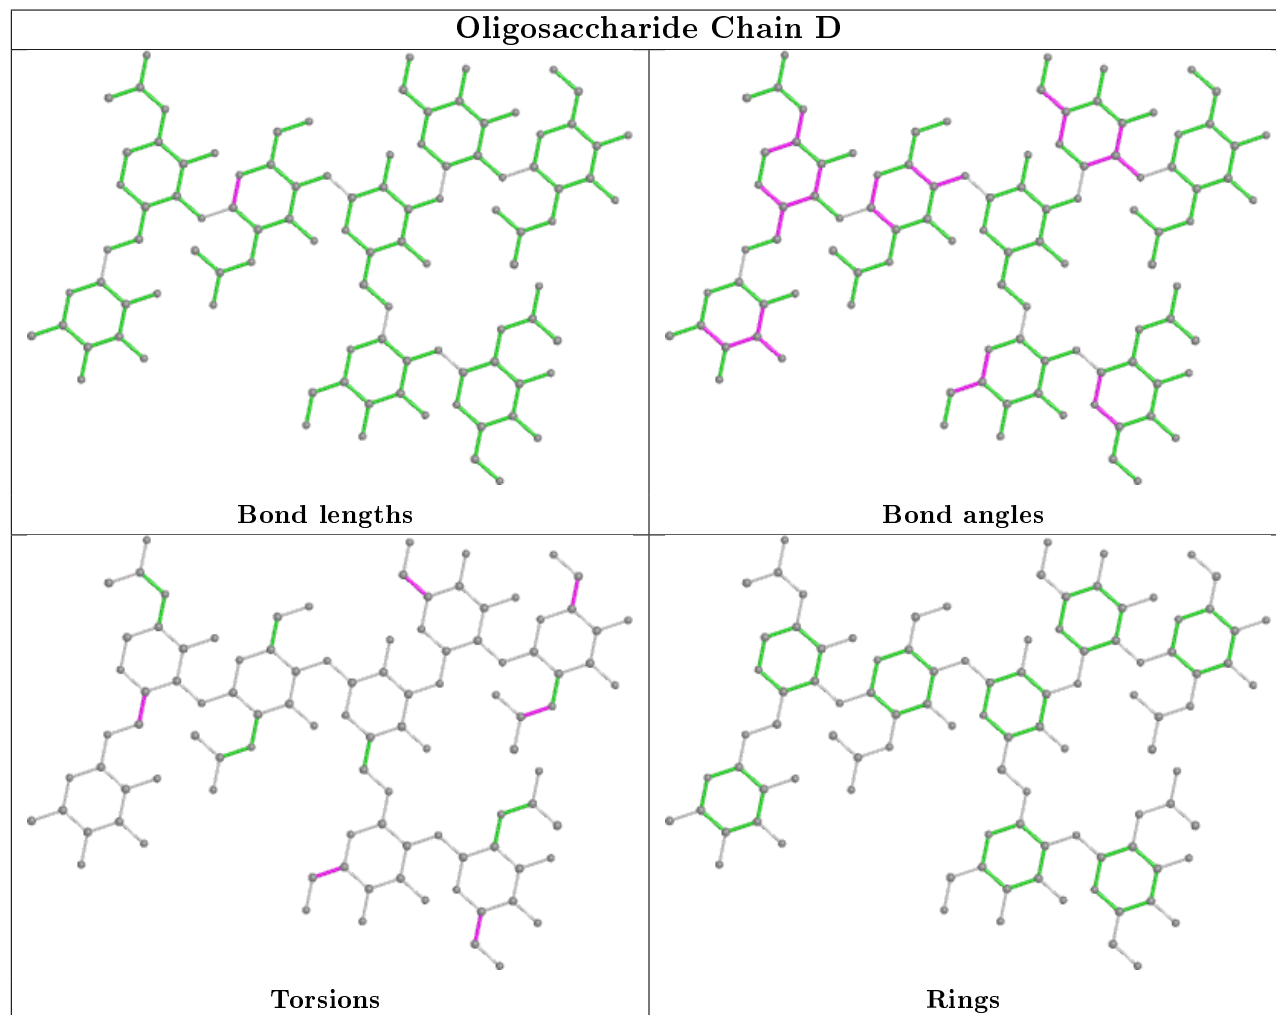 Oligosaccharide Chain D
Bond lengths
Bond angles
Torsions
Rings